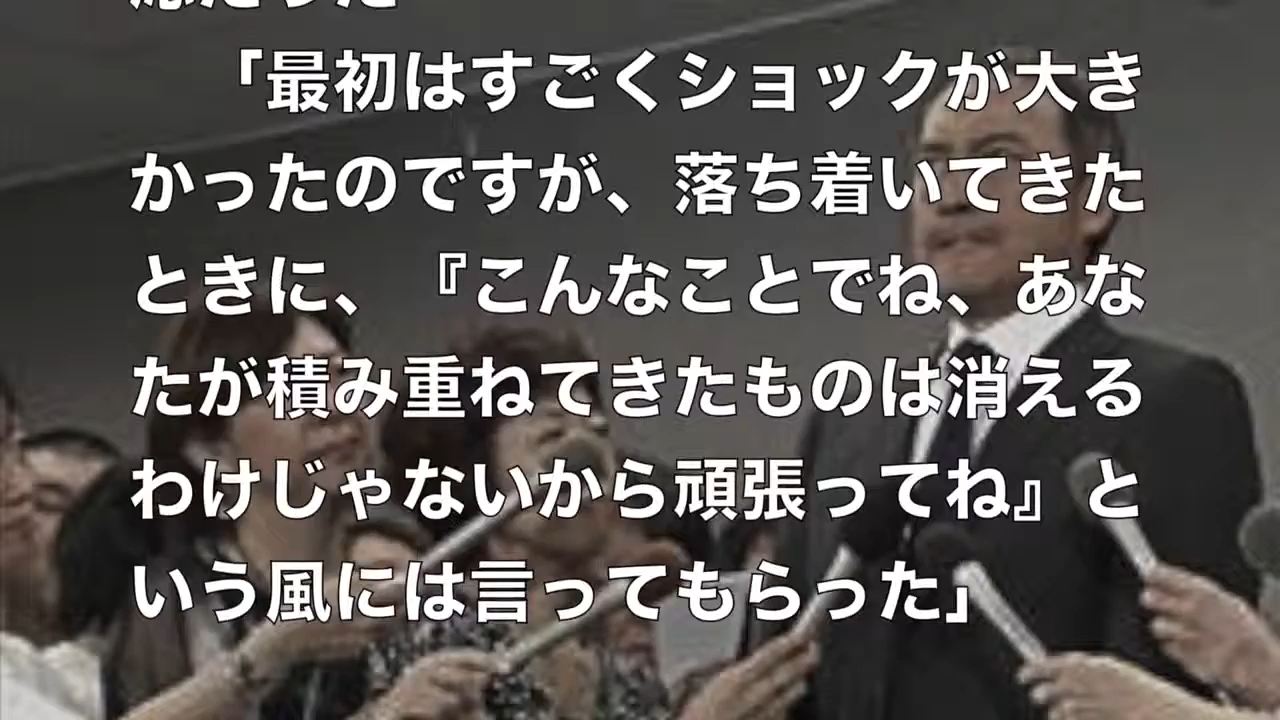 「最初はすごくショックが大き
かったのですが、落ち着いてきた
ときに、『こんなことでね、あな
たが積み重ねてきたものは消える
わけじゃないから頑張ってね』と
いう風には言ってもらった」